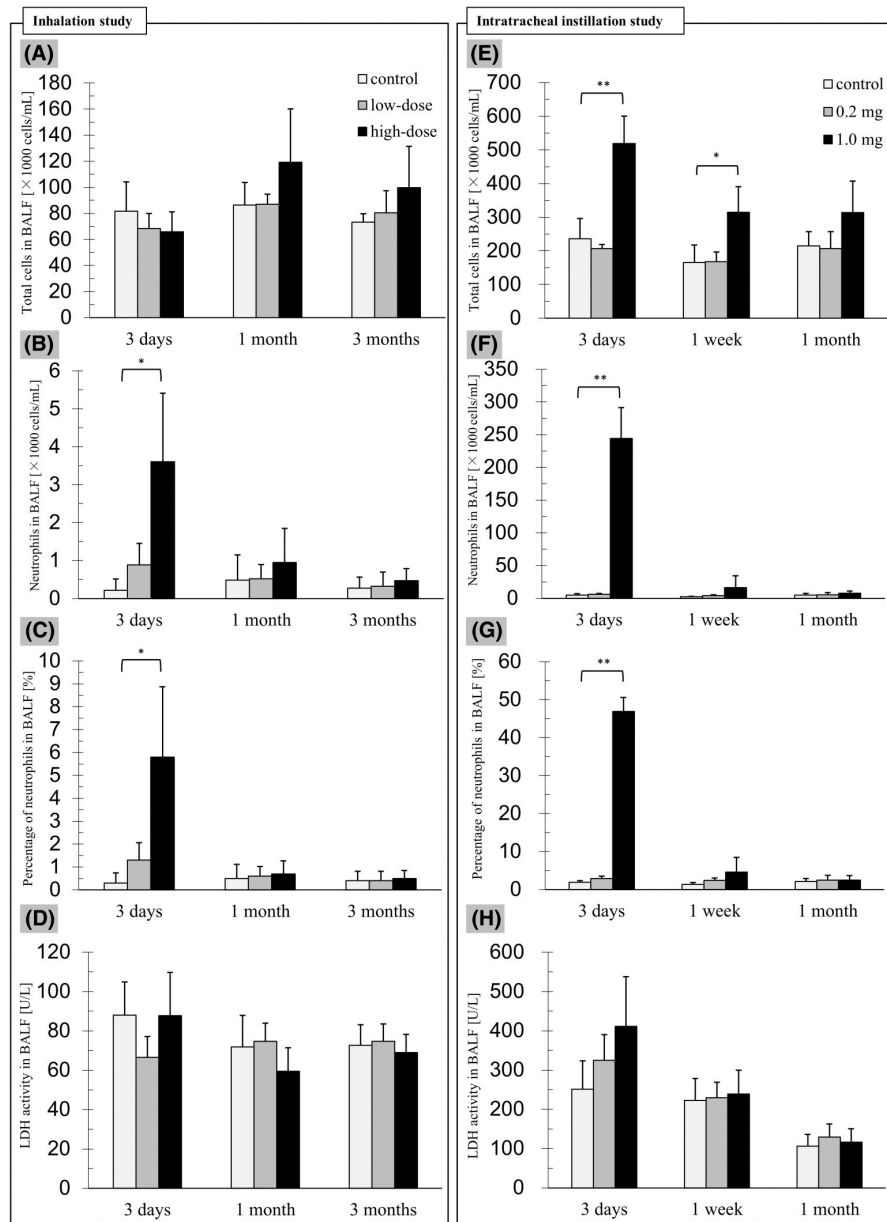 Inhalation study
(A)
Total cells in BALF [×1000 cells/mL]
180
160
140
120
100
80
60
40
20
0
control
low-dose
high-dose
3 days 1 month 3 months
(B)
Neutrophils in BALF [×1000 cells/mL]
6
5
4
3
2
1
0
*
3 days 1 month 3 months
(C)
Percentage of neutrophils in BALF [%]
10
9
8
7
6
5
4
3
2
1
0
*
3 days 1 month 3 months
(D)
LDH activity in BALF [U/L]
120
100
80
60
40
20
0
3 days 1 month 3 months
Intratracheal instillation study
(E)
Total cells in BALF [×1000 cells/mL]
700
600
500
400
300
200
100
0
**
*
control
0.2 mg
1.0 mg
3 days 1 week 1 month
(F)
Neutrophils in BALF [×1000 cells/mL]
350
300
250
200
150
100
50
0
**
3 days 1 week 1 month
(G)
Percentage of neutrophils in BALF [%]
60
50
40
30
20
10
0
**
3 days 1 week 1 month
(H)
LDH activity in BALF [U/L]
600
500
400
300
200
100
0
3 days 1 week 1 month